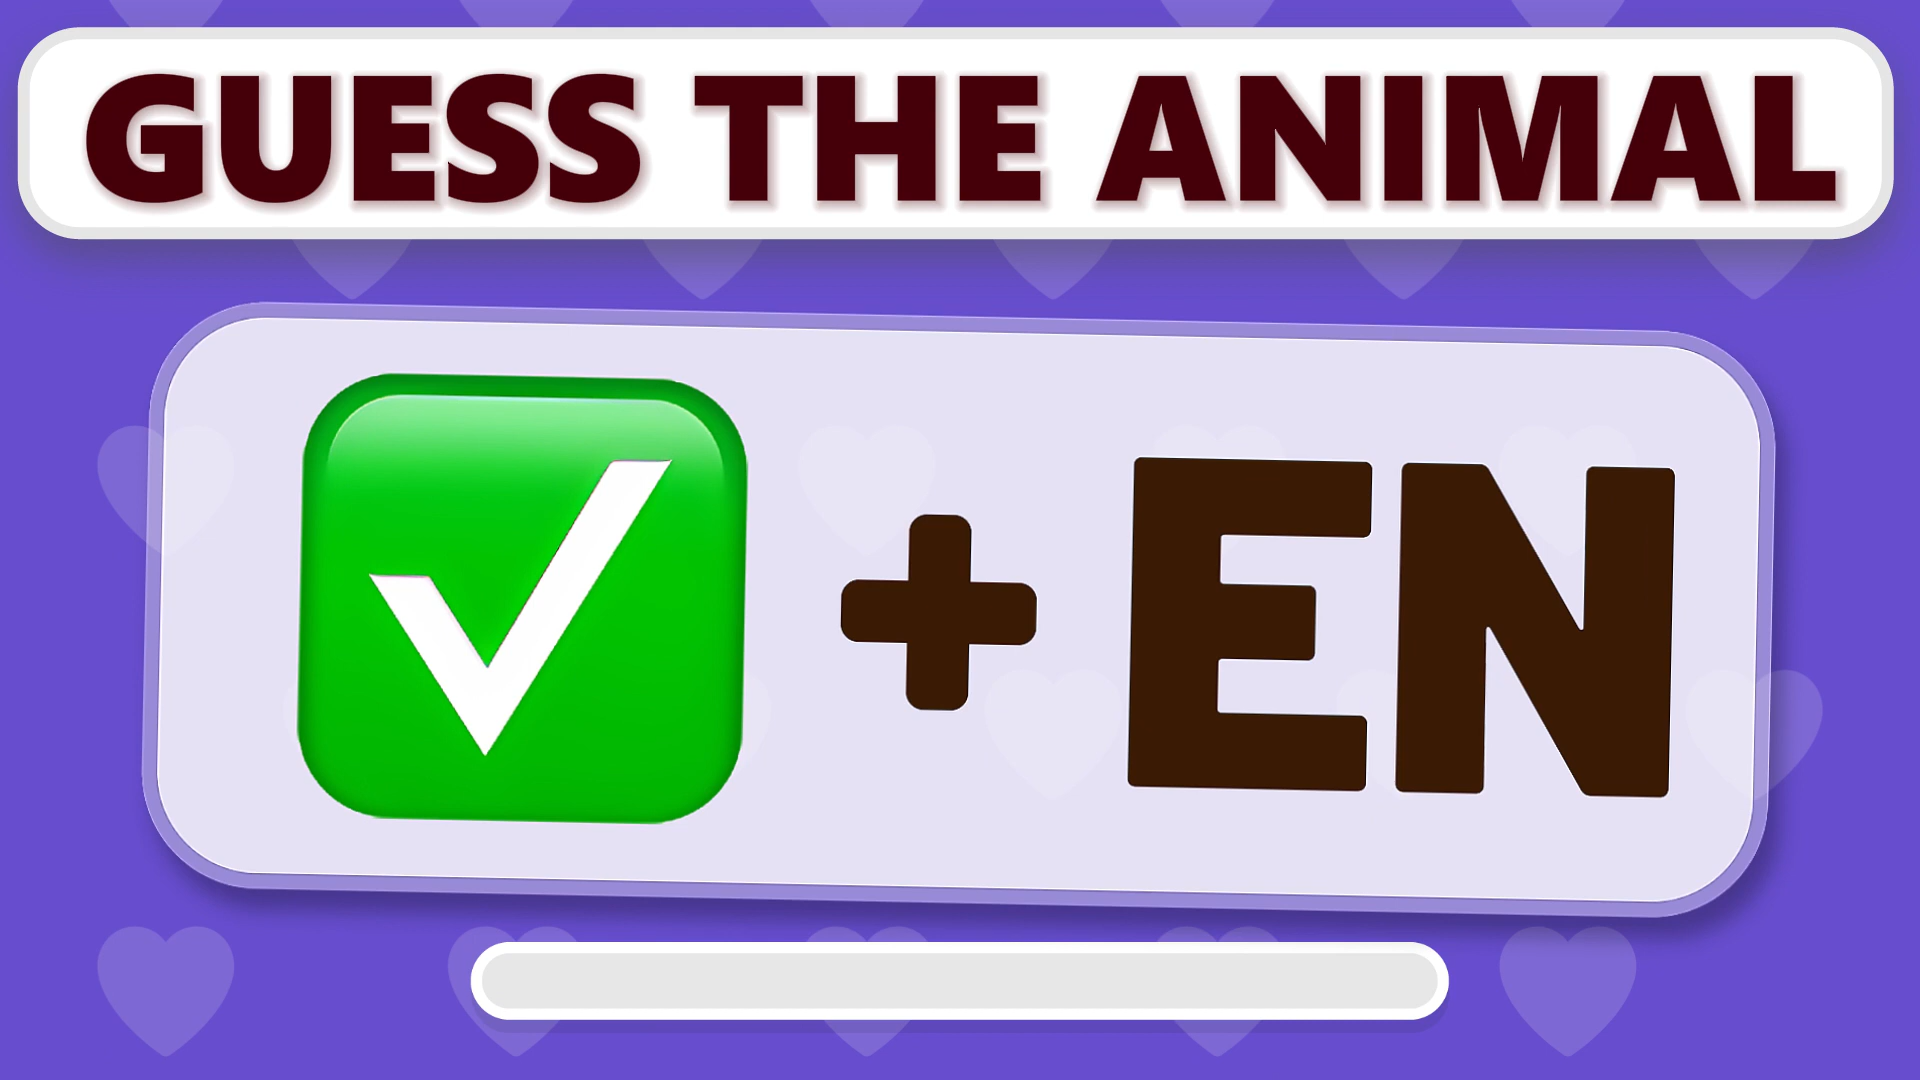 GUESS THE ANIMAL
✅ + EN